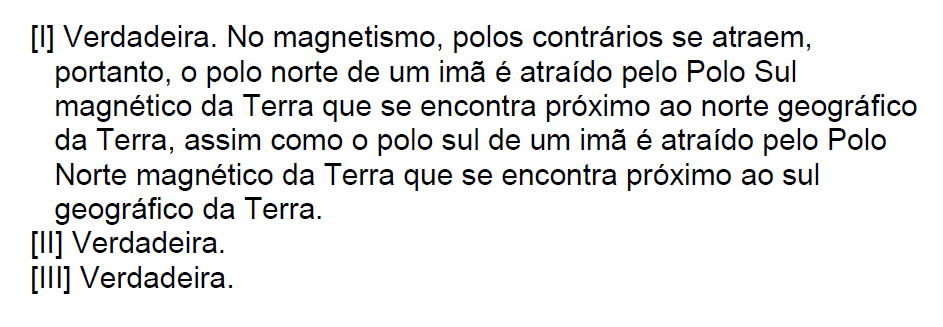 [I] Verdadeira. No magnetismo, polos contrários se atraem,
portanto, o polo norte de um imã é atraído pelo Polo Sul
magnético da Terra que se encontra próximo ao norte geográfico
da Terra, assim como o polo sul de um imã é atraído pelo Polo
Norte magnético da Terra que se encontra próximo ao sul
geográfico da Terra.
[II] Verdadeira.
[III] Verdadeira.